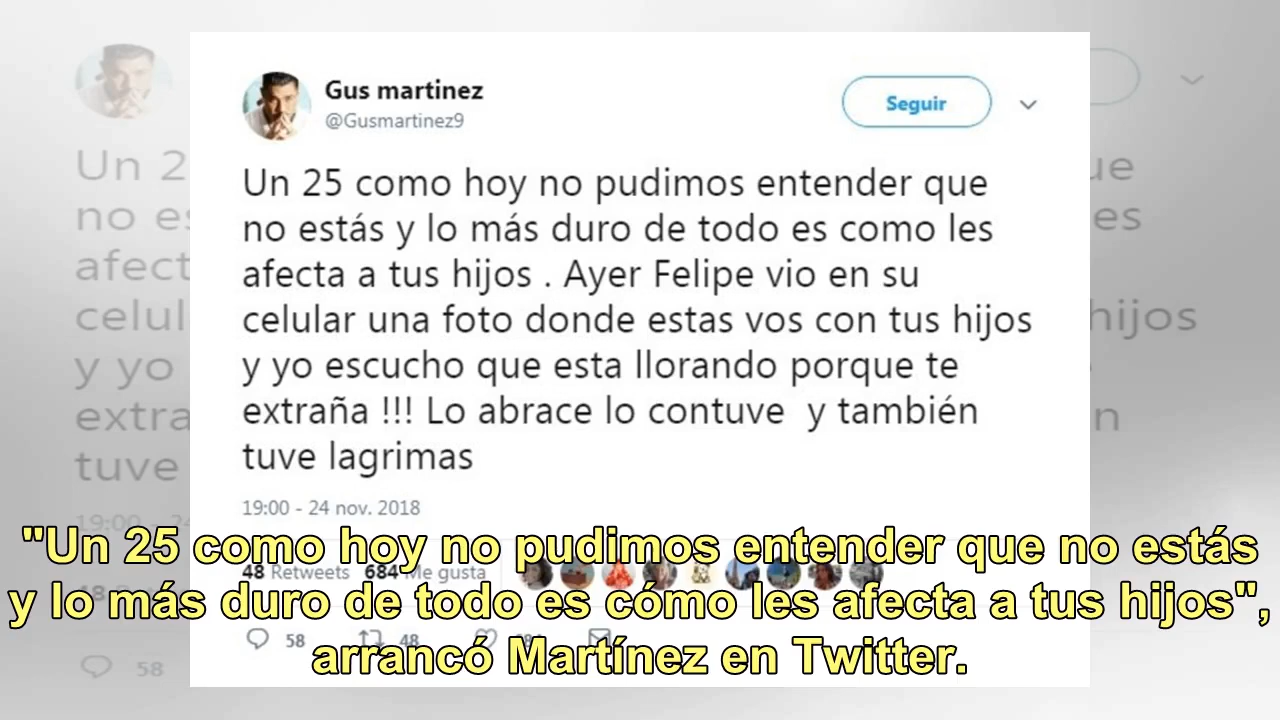 Gus martinez
@Gusmartinez9
Seguir
Un 25 como hoy no pudimos entender que
no estás y lo más duro de todo es como les
afecta a tus hijos . Ayer Felipe vio en su
celular una foto donde estas vos con tus hijos
y yo escucho que esta llorando porque te
extraña !!! Lo abrace lo contuve y también
tuve lagrimas
19:00 - 24 nov. 2018
48 Retweets 684 Me gusta
58 48
"Un 25 como hoy no pudimos entender que no estás
y lo más duro de todo es cómo les afecta a tus hijos",
arrancó Martínez en Twitter.